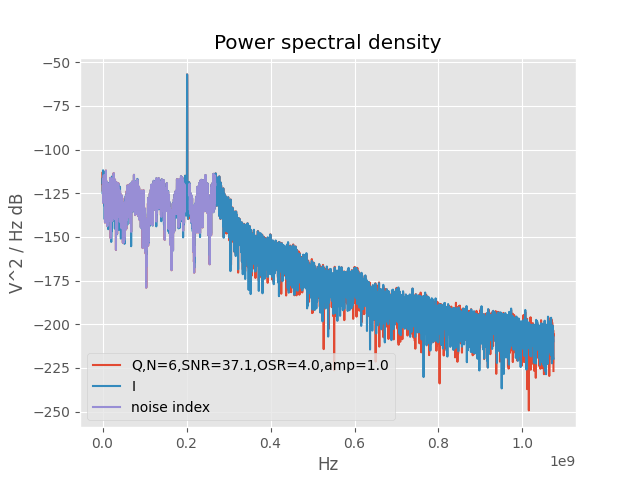 Power spectral density
−50
−75
−100
−125
−150
−175
−200
−225
−250
V^2 / Hz dB
Q,N=6,SNR=37.1,OSR=4.0,amp=1.0
I
noise index
0.0 0.2 0.4 0.6 0.8 1.0
1e9
Hz